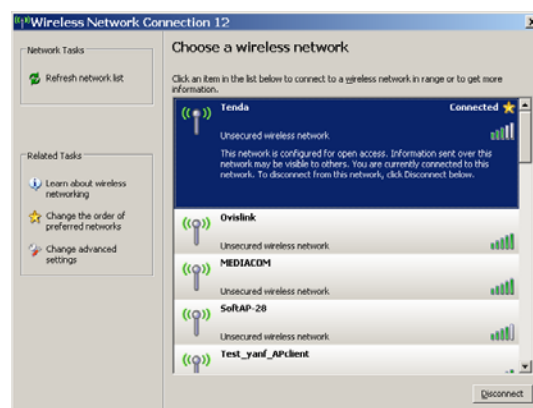 Wireless Network Connection 12
Network Tasks
Refresh network list
Related Tasks
Learn about wireless
networking
Change the order of
preferred networks
Change advanced
settings
Choose a wireless network
Click an item in the list below to connect to a wireless network in range or to get more
information.
Tenda Connected
Unsecured wireless network
This network is configured for open access. Information sent over this
network may be visible to others. You are currently connected to this
network. To disconnect from this network, click Disconnect below.
Ovislink
Unsecured wireless network
MEDIACOM
Unsecured wireless network
SoftAP-28
Unsecured wireless network
Test_yanf_APclient
Disconnect